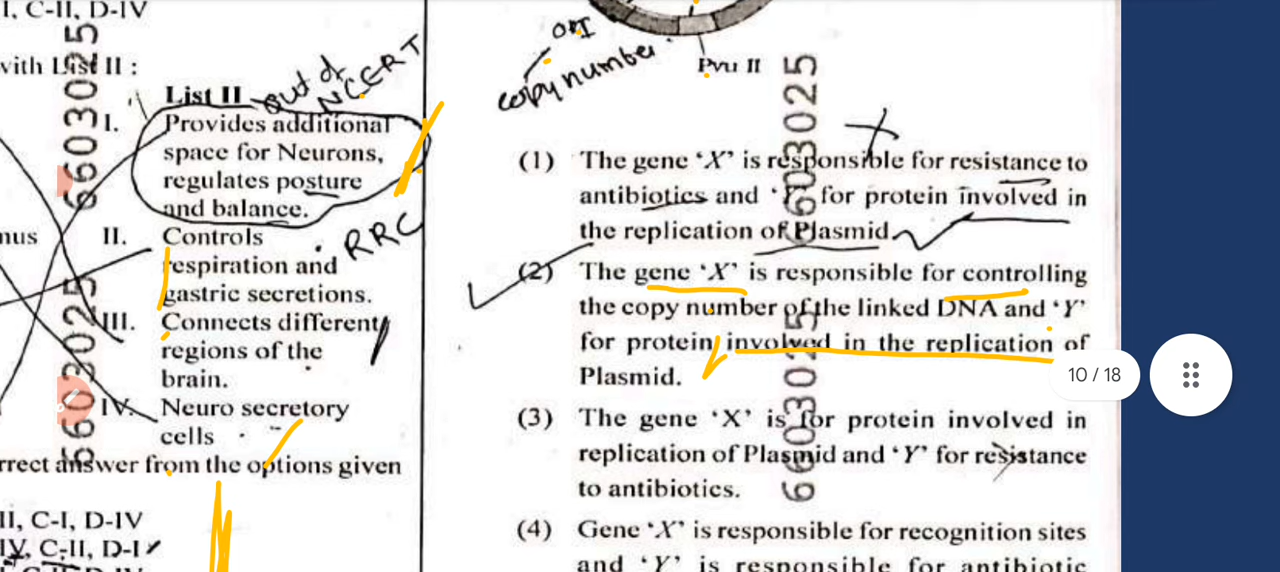 I, C-II, D-IV
with List II :
List II
out of
NCERT
I. Provides additional
space for Neurons,
regulates posture
and balance.
nus II. Controls
RRC
respiration and
gastric secretions.
III. Connects different
regions of the
brain.
IV. Neuro secretory
cells
rrect answer from the options given
II, C-I, D-IV
IV, C-II, D-I
6603025
6603025
ori
copy number
Pvu II
(1) The gene ‘X’ is responsible for resistance to
antibiotics and ‘Y’ for protein involved in
the replication of Plasmid.
(2) The gene ‘X’ is responsible for controlling
the copy number of the linked DNA and ‘Y’
for protein involved in the replication of
Plasmid.
(3) The gene ‘X’ is for protein involved in
replication of Plasmid and ‘Y’ for resistance
to antibiotics.
(4) Gene ‘X’ is responsible for recognition sites
and ‘Y’ is responsible for antibiotic
6603025
6603025
10 / 18